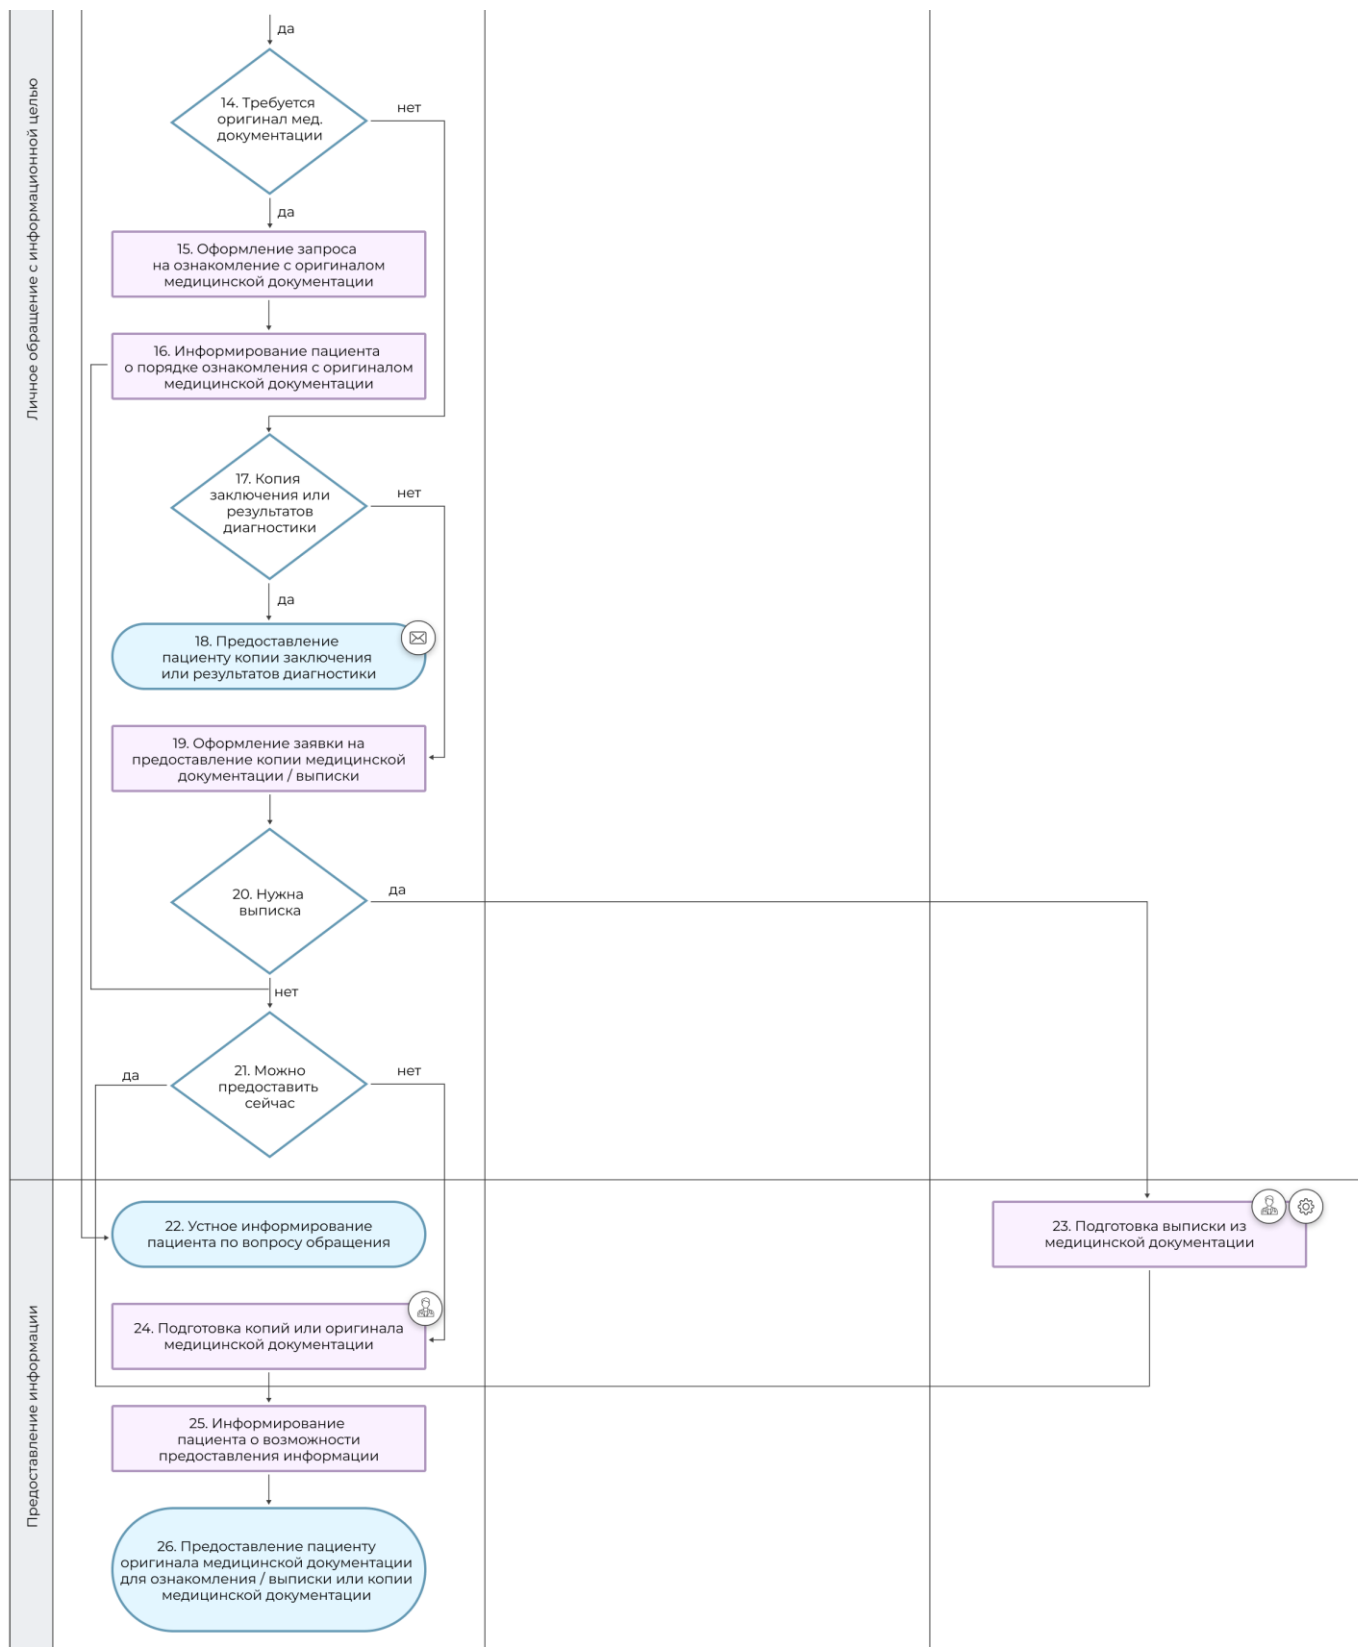 Личное обращение с информационной целью
да
14. Требуется
оригинал мед.
документации
нет
да
15. Оформление запроса
на ознакомление с оригиналом
медицинской документации
16. Информирование пациента
о порядке ознакомления с оригиналом
медицинской документации
17. Копия
заключения или
результатов
диагностики
нет
да
18. Предоставление
пациенту копии заключения
или результатов диагностики
19. Оформление заявки на
предоставление копии медицинской
документации / выписки
20. Нужна
выписка
да
нет
21. Можно
предоставить
сейчас
да
нет
Предоставление информации
22. Устное информирование
пациента по вопросу обращения
23. Подготовка выписки из
медицинской документации
24. Подготовка копий или оригинала
медицинской документации
25. Информирование
пациента о возможности
предоставления информации
26. Предоставление пациенту
оригинала медицинской документации
для ознакомления / выписки или копии
медицинской документации